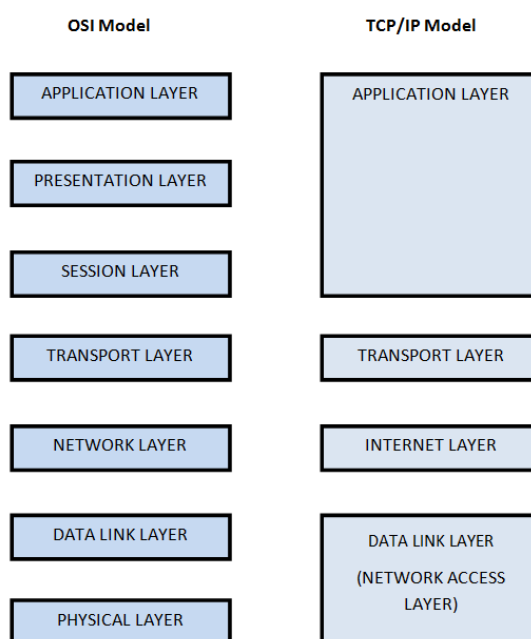 OSI Model
TCP/IP Model
APPLICATION LAYER
APPLICATION LAYER
PRESENTATION LAYER
SESSION LAYER
TRANSPORT LAYER
TRANSPORT LAYER
NETWORK LAYER
INTERNET LAYER
DATA LINK LAYER
DATA LINK LAYER
(NETWORK ACCESS
LAYER)
PHYSICAL LAYER